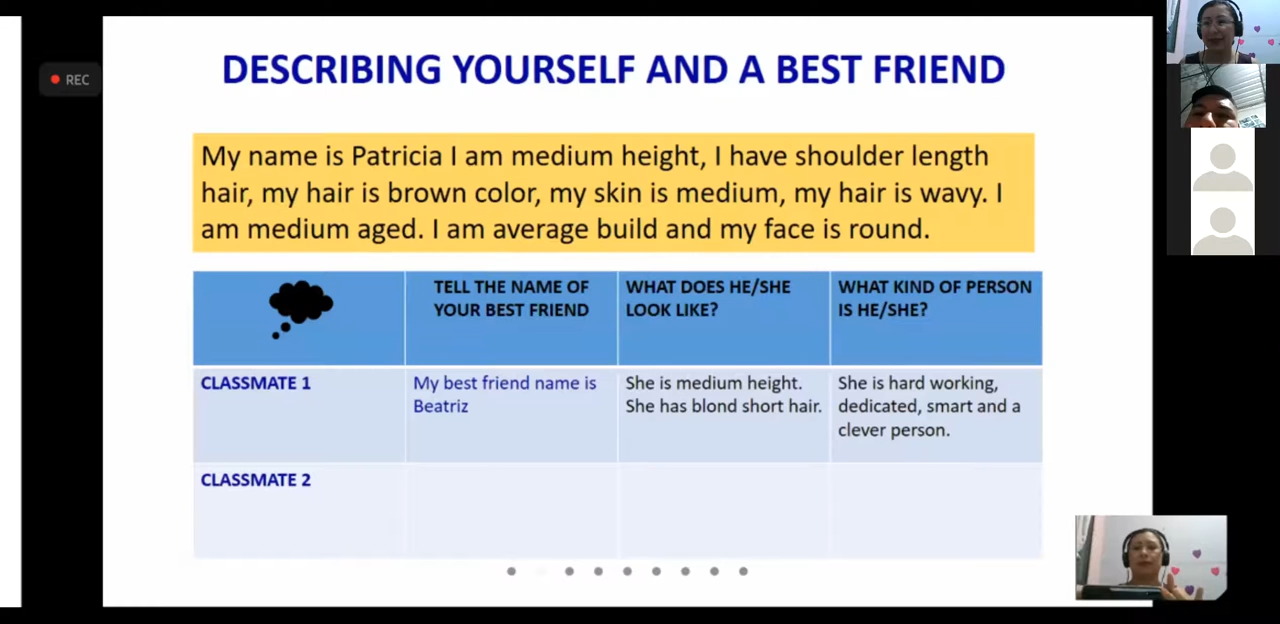 REC
DESCRIBING YOURSELF AND A BEST FRIEND
My name is Patricia I am medium height, I have shoulder length
hair, my hair is brown color, my skin is medium, my hair is wavy. I
am medium aged. I am average build and my face is round.
TELL THE NAME OF
YOUR BEST FRIEND
WHAT DOES HE/SHE
LOOK LIKE?
WHAT KIND OF PERSON
IS HE/SHE?
CLASSMATE 1
My best friend name is
Beatriz
She is medium height.
She has blond short hair.
She is hard working,
dedicated, smart and a
clever person.
CLASSMATE 2